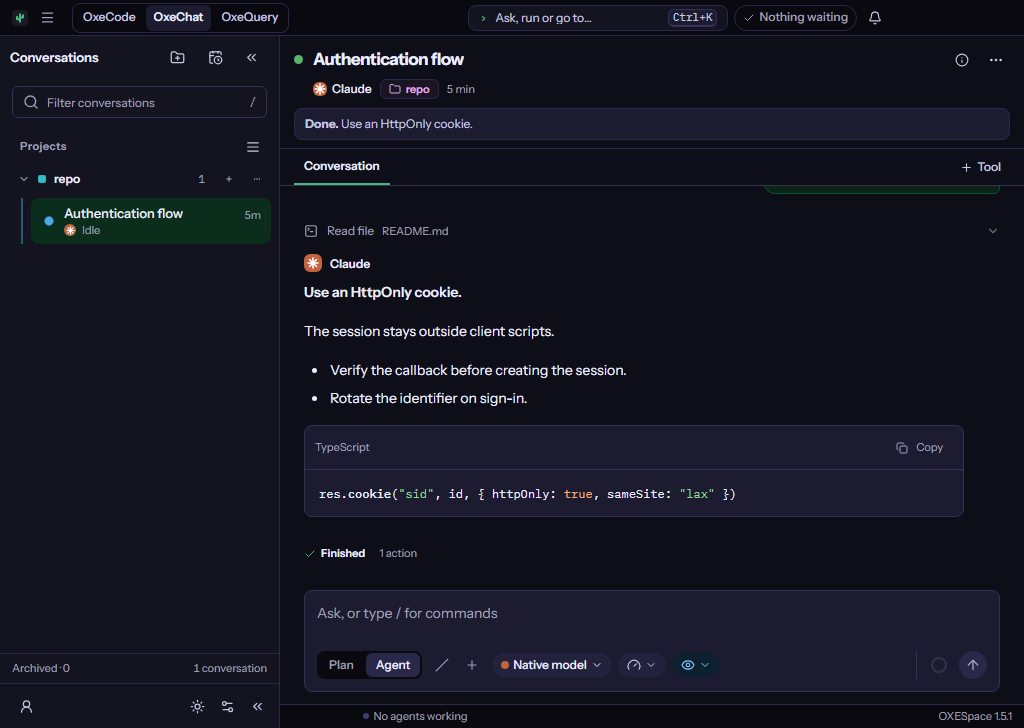 OxeCode OxeChat OxeQuery
› Ask, run or go to... Ctrl+K
Nothing waiting
Conversations
Filter conversations /
Projects
repo 1 + ...
Authentication flow 5m
Idle
Archived · 0 1 conversation
Authentication flow
Claude repo 5 min
Done. Use an HttpOnly cookie.
Conversation + Tool
Read file README.md
Claude
Use an HttpOnly cookie.
The session stays outside client scripts.
• Verify the callback before creating the session.
• Rotate the identifier on sign-in.
TypeScript Copy
res.cookie("sid", id, { httpOnly: true, sameSite: "lax" })
Finished 1 action
Ask, or type / for commands
Plan Agent Native model
No agents working OXESpace 1.5.1